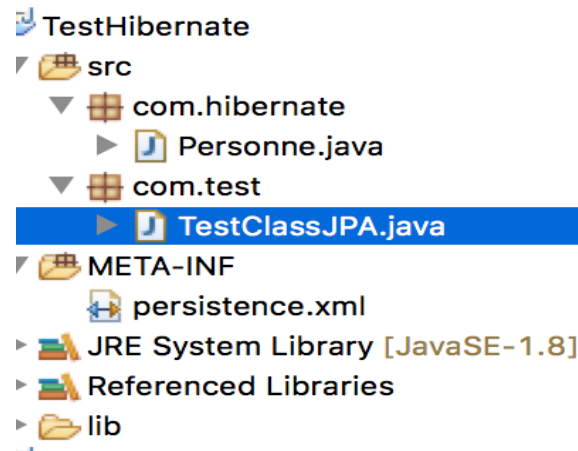 TestHibernate
src
com.hibernate
Personne.java
com.test
TestClassJPA.java
META-INF
persistence.xml
JRE System Library [JavaSE-1.8]
Referenced Libraries
lib